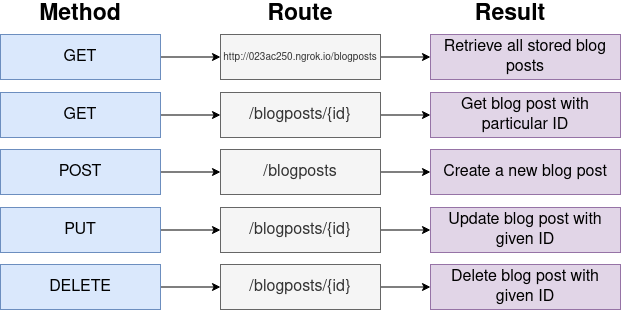 Method Route Result
GET http://023ac250.ngrok.io/blogposts Retrieve all stored blog
posts
GET /blogposts/{id} Get blog post with
particular ID
POST /blogposts Create a new blog post
PUT /blogposts/{id} Update blog post with
given ID
DELETE /blogposts/{id} Delete blog post with
given ID